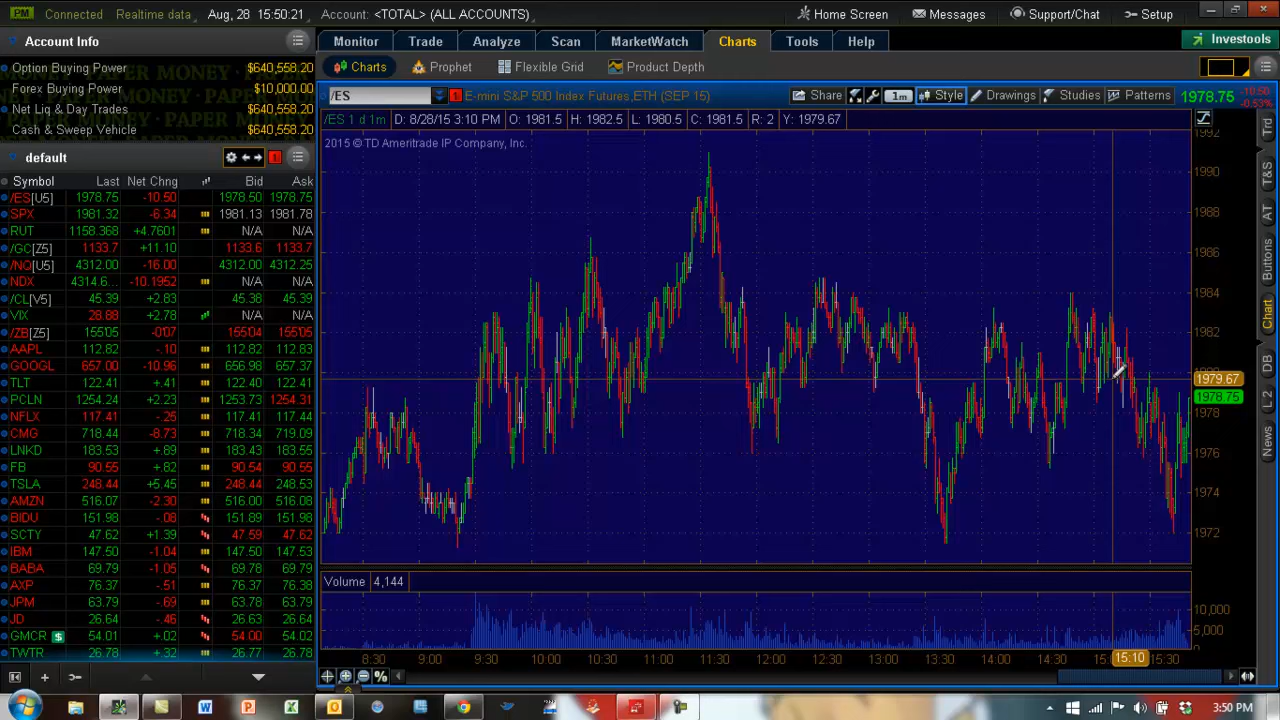 PM Connected Realtime data Aug, 28 15:50:21 Account: <TOTAL> (ALL ACCOUNTS) Home Screen Messages Support/Chat Setup
Account Info
Option Buying Power $640,558.20
Forex Buying Power $10,000.00
Net Liq & Day Trades $640,558.20
Cash & Sweep Vehicle $640,558.20
default
Symbol Last Net Chng Bid Ask
/ES[U5] 1978.75 -10.50 1978.50 1978.75
SPX 1981.32 -6.34 1981.13 1981.78
RUT 1158.368 +4.7601 N/A N/A
/GC[Z5] 1133.7 +11.10 1133.6 1133.7
/NQ[U5] 4312.00 -16.00 4312.00 4312.25
NDX 4314.6... -10.1952 N/A N/A
/CL[V5] 45.39 +2.83 45.38 45.39
VIX 28.88 +2.78 N/A N/A
/ZB[Z5] 155'05 -0'07 155'04 155'05
AAPL 112.82 -.10 112.82 112.83
GOOGL 657.00 -10.96 656.98 657.37
TLT 122.41 +.41 122.40 122.41
PCLN 1254.24 +2.23 1253.73 1254.31
NFLX 117.41 -.25 117.41 117.44
CMG 718.44 -8.73 718.34 719.09
LNKD 183.53 +.89 183.43 183.55
FB 90.55 +.82 90.54 90.55
TSLA 248.44 +5.45 248.44 248.53
AMZN 516.07 -2.30 516.00 516.08
BIDU 151.98 -.08 151.89 151.98
SCTY 47.62 +1.39 47.59 47.62
IBM 147.50 -1.04 147.50 147.53
BABA 69.79 -1.05 69.78 69.79
AXP 76.37 -.51 76.37 76.38
JPM 63.79 -.69 63.78 63.79
JD 26.64 -.46 26.63 26.64
GMCR $ 54.01 +.02 54.00 54.02
TWTR 26.78 +.32 26.77 26.78
Monitor Trade Analyze Scan MarketWatch Charts Tools Help Investools
Charts Prophet Flexible Grid Product Depth
/ES E-mini S&P 500 Index Futures,ETH (SEP 15) Share 1m Style Drawings Studies Patterns 1978.75 -10.50 -0.53%
/ES 1 d 1m D: 8/28/15 3:10 PM O: 1981.5 H: 1982.5 L: 1980.5 C: 1981.5 R: 2 Y: 1979.67
2015 © TD Ameritrade IP Company, Inc.
1992
1990
1988
1986
1984
1982
1979.67
1978.75
1978
1976
1974
1972
Volume 4,144
10,000
5,000
8:30 9:00 9:30 10:00 10:30 11:00 11:30 12:00 12:30 13:00 13:30 14:00 14:30 15:10 15:30
Trd
T&S
AT
Buttons
Chart
DB
L 2
News
3:50 PM